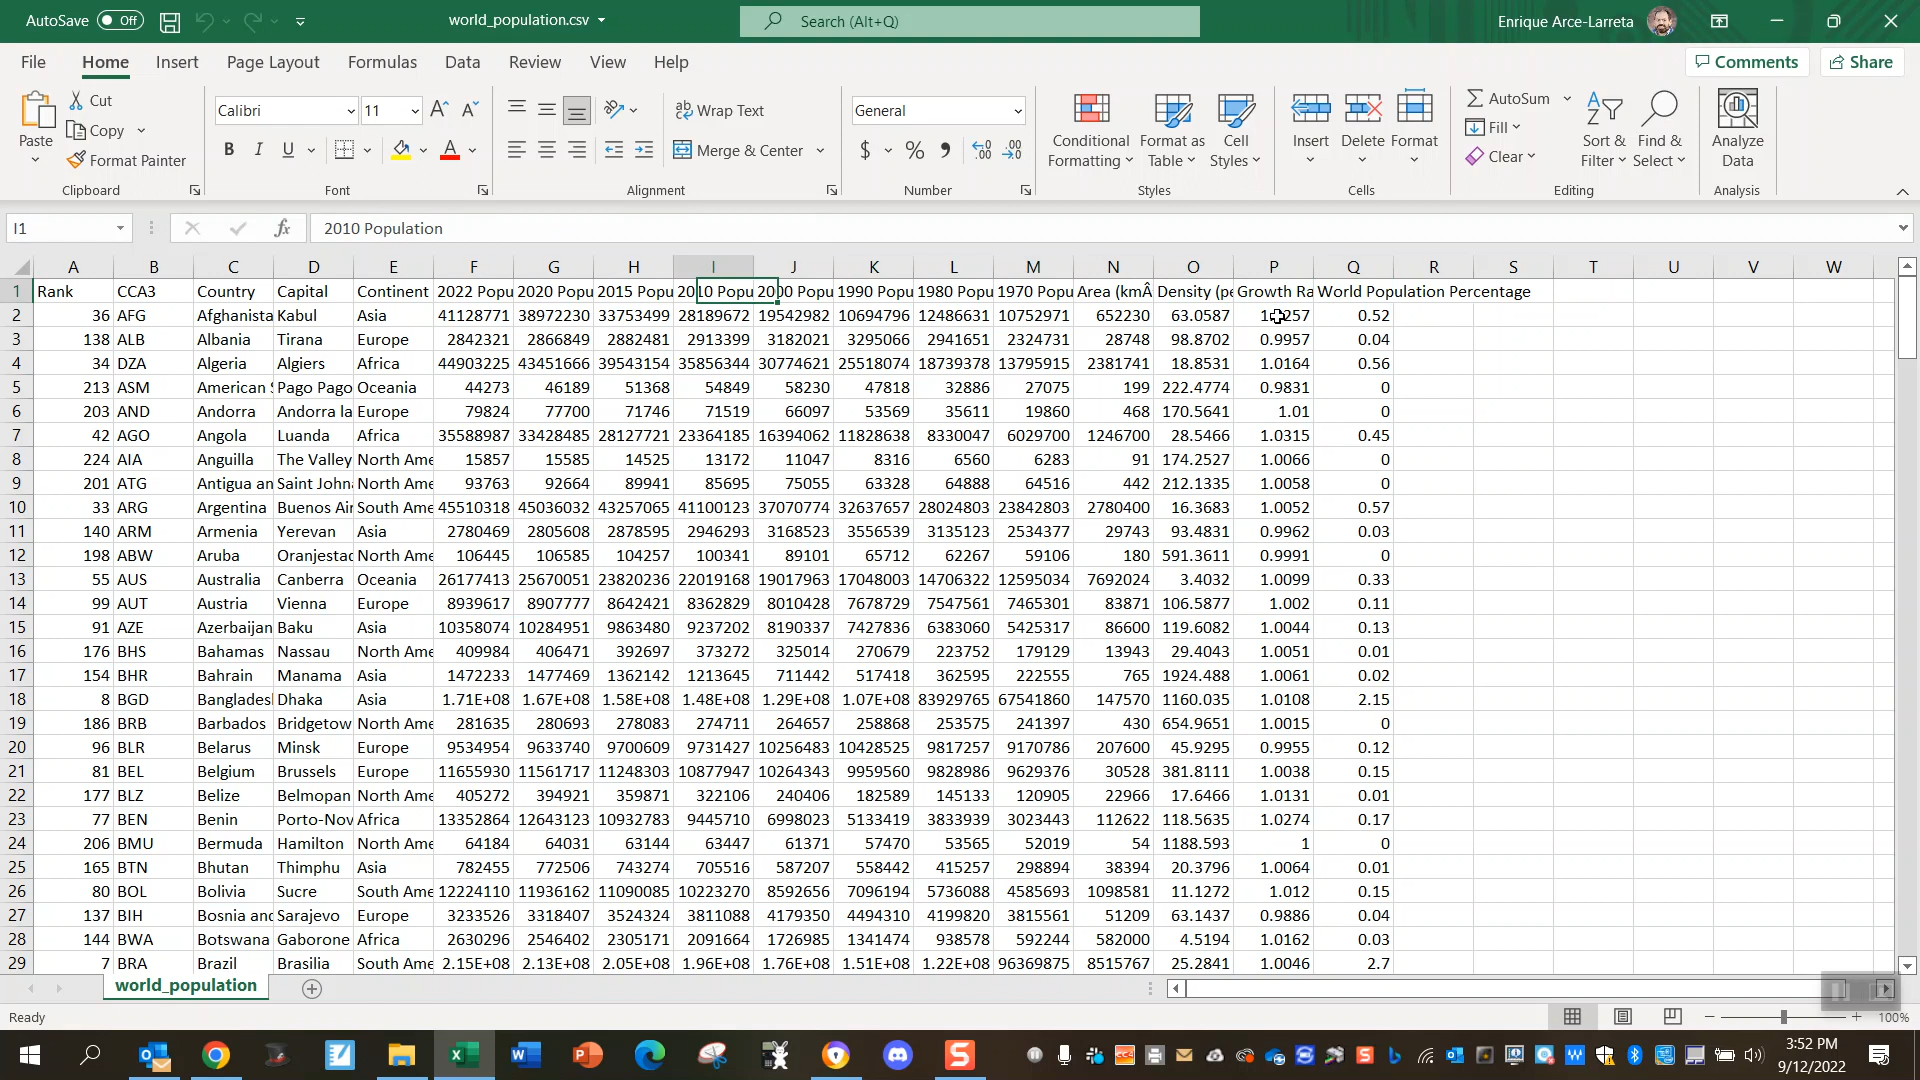 AutoSave Off world_population.csv Search (Alt+Q) Enrique Arce-Larreta
File Home Insert Page Layout Formulas Data Review View Help Comments Share
Paste Cut Copy Format Painter Clipboard
Calibri 11 B I U A Font
ab Wrap Text Merge & Center Alignment
General $ % Number
Conditional Formatting Format as Table Cell Styles Styles
Insert Delete Format Cells
AutoSum Fill Clear Sort & Filter Find & Select Editing
Analyze Data Analysis
I1 fx 2010 Population
A B C D E F G H I J K L M N O P Q R S T U V W
1 Rank CCA3 Country Capital Continent 2022 Popu 2020 Popu 2015 Popu 2010 Popu 2000 Popu 1990 Popu 1980 Popu 1970 Popu Area (kmÂ Density (pe Growth Ra World Population Percentage
2 36 AFG Afghanista Kabul Asia 41128771 38972230 33753499 28189672 19542982 10694796 12486631 10752971 652230 63.0587 1.0257 0.52
3 138 ALB Albania Tirana Europe 2842321 2866849 2882481 2913399 3182021 3295066 2941651 2324731 28748 98.8702 0.9957 0.04
4 34 DZA Algeria Algiers Africa 44903225 43451666 39543154 35856344 30774621 25518074 18739378 13795915 2381741 18.8531 1.0164 0.56
5 213 ASM American S Pago Pago Oceania 44273 46189 51368 54849 58230 47818 32886 27075 199 222.4774 0.9831 0
6 203 AND Andorra Andorra la Europe 79824 77700 71746 71519 66097 53569 35611 19860 468 170.5641 1.01 0
7 42 AGO Angola Luanda Africa 35588987 33428485 28127721 23364185 16394062 11828638 8330047 6029700 1246700 28.5466 1.0315 0.45
8 224 AIA Anguilla The Valley North Ame 15857 15585 14525 13172 11047 8316 6560 6283 91 174.2527 1.0066 0
9 201 ATG Antigua an Saint John North Ame 93763 92664 89941 85695 75055 63328 64888 64516 442 212.1335 1.0058 0
10 33 ARG Argentina Buenos Air South Ame 45510318 45036032 43257065 41100123 37070774 32637657 28024803 23842803 2780400 16.3683 1.0052 0.57
11 140 ARM Armenia Yerevan Asia 2780469 2805608 2878595 2946293 3168523 3556539 3135123 2534377 29743 93.4831 0.9962 0.03
12 198 ABW Aruba Oranjestad North Ame 106445 106585 104257 100341 89101 65712 62267 59106 180 591.3611 0.9991 0
13 55 AUS Australia Canberra Oceania 26177413 25670051 23820236 22019168 19017963 17048003 14706322 12595034 7692024 3.4032 1.0099 0.33
14 99 AUT Austria Vienna Europe 8939617 8907777 8642421 8362829 8010428 7678729 7547561 7465301 83871 106.5877 1.002 0.11
15 91 AZE Azerbaijan Baku Asia 10358074 10284951 9863480 9237202 8190337 7427836 6383060 5425317 86600 119.6082 1.0044 0.13
16 176 BHS Bahamas Nassau North Ame 409984 406471 392697 373272 325014 270679 223752 179129 13943 29.4043 1.0051 0.01
17 154 BHR Bahrain Manama Asia 1472233 1477469 1362142 1213645 711442 517418 362595 222555 765 1924.488 1.0061 0.02
18 8 BGD Bangladesl Dhaka Asia 1.71E+08 1.67E+08 1.58E+08 1.48E+08 1.29E+08 1.07E+08 83929765 67541860 147570 1160.035 1.0108 2.15
19 186 BRB Barbados Bridgetow North Ame 281635 280693 278083 274711 264657 258868 253575 241397 430 654.9651 1.0015 0
20 96 BLR Belarus Minsk Europe 9534954 9633740 9700609 9731427 10256483 10428525 9817257 9170786 207600 45.9295 0.9955 0.12
21 81 BEL Belgium Brussels Europe 11655930 11561717 11248303 10877947 10264343 9959560 9828986 9629376 30528 381.8111 1.0038 0.15
22 177 BLZ Belize Belmopan North Ame 405272 394921 359871 322106 240406 182589 145133 120905 22966 17.6466 1.0131 0.01
23 77 BEN Benin Porto-Nov Africa 13352864 12643123 10932783 9445710 6998023 5133419 3833939 3023443 112622 118.5635 1.0274 0.17
24 206 BMU Bermuda Hamilton North Ame 64184 64031 63144 63447 61371 57470 53565 52019 54 1188.593 1 0
25 165 BTN Bhutan Thimphu Asia 782455 772506 743274 705516 587207 558442 415257 298894 38394 20.3796 1.0064 0.01
26 80 BOL Bolivia Sucre South Ame 12224110 11936162 11090085 10223270 8592656 7096194 5736088 4585693 1098581 11.1272 1.012 0.15
27 137 BIH Bosnia and Sarajevo Europe 3233526 3318407 3524324 3811088 4179350 4494310 4199820 3815561 51209 63.1437 0.9886 0.04
28 144 BWA Botswana Gaborone Africa 2630296 2546402 2305171 2091664 1726985 1341474 938578 592244 582000 4.5194 1.0162 0.03
29 7 BRA Brazil Brasilia South Ame 2.15E+08 2.13E+08 2.05E+08 1.96E+08 1.76E+08 1.51E+08 1.22E+08 96369875 8515767 25.2841 1.0046 2.7
world_population
Ready 100%
3:52 PM
9/12/2022